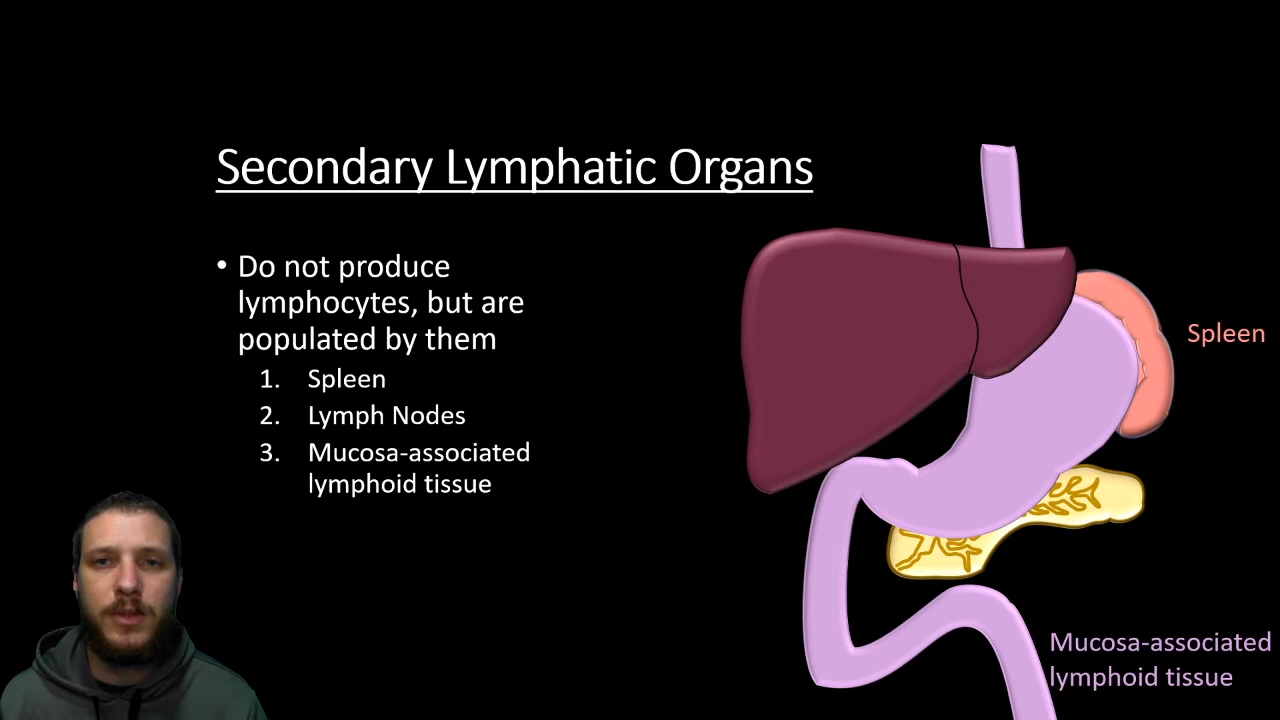 Secondary Lymphatic Organs
• Do not produce
lymphocytes, but are
populated by them
1. Spleen
2. Lymph Nodes
3. Mucosa-associated
lymphoid tissue
Spleen
Mucosa-associated
lymphoid tissue